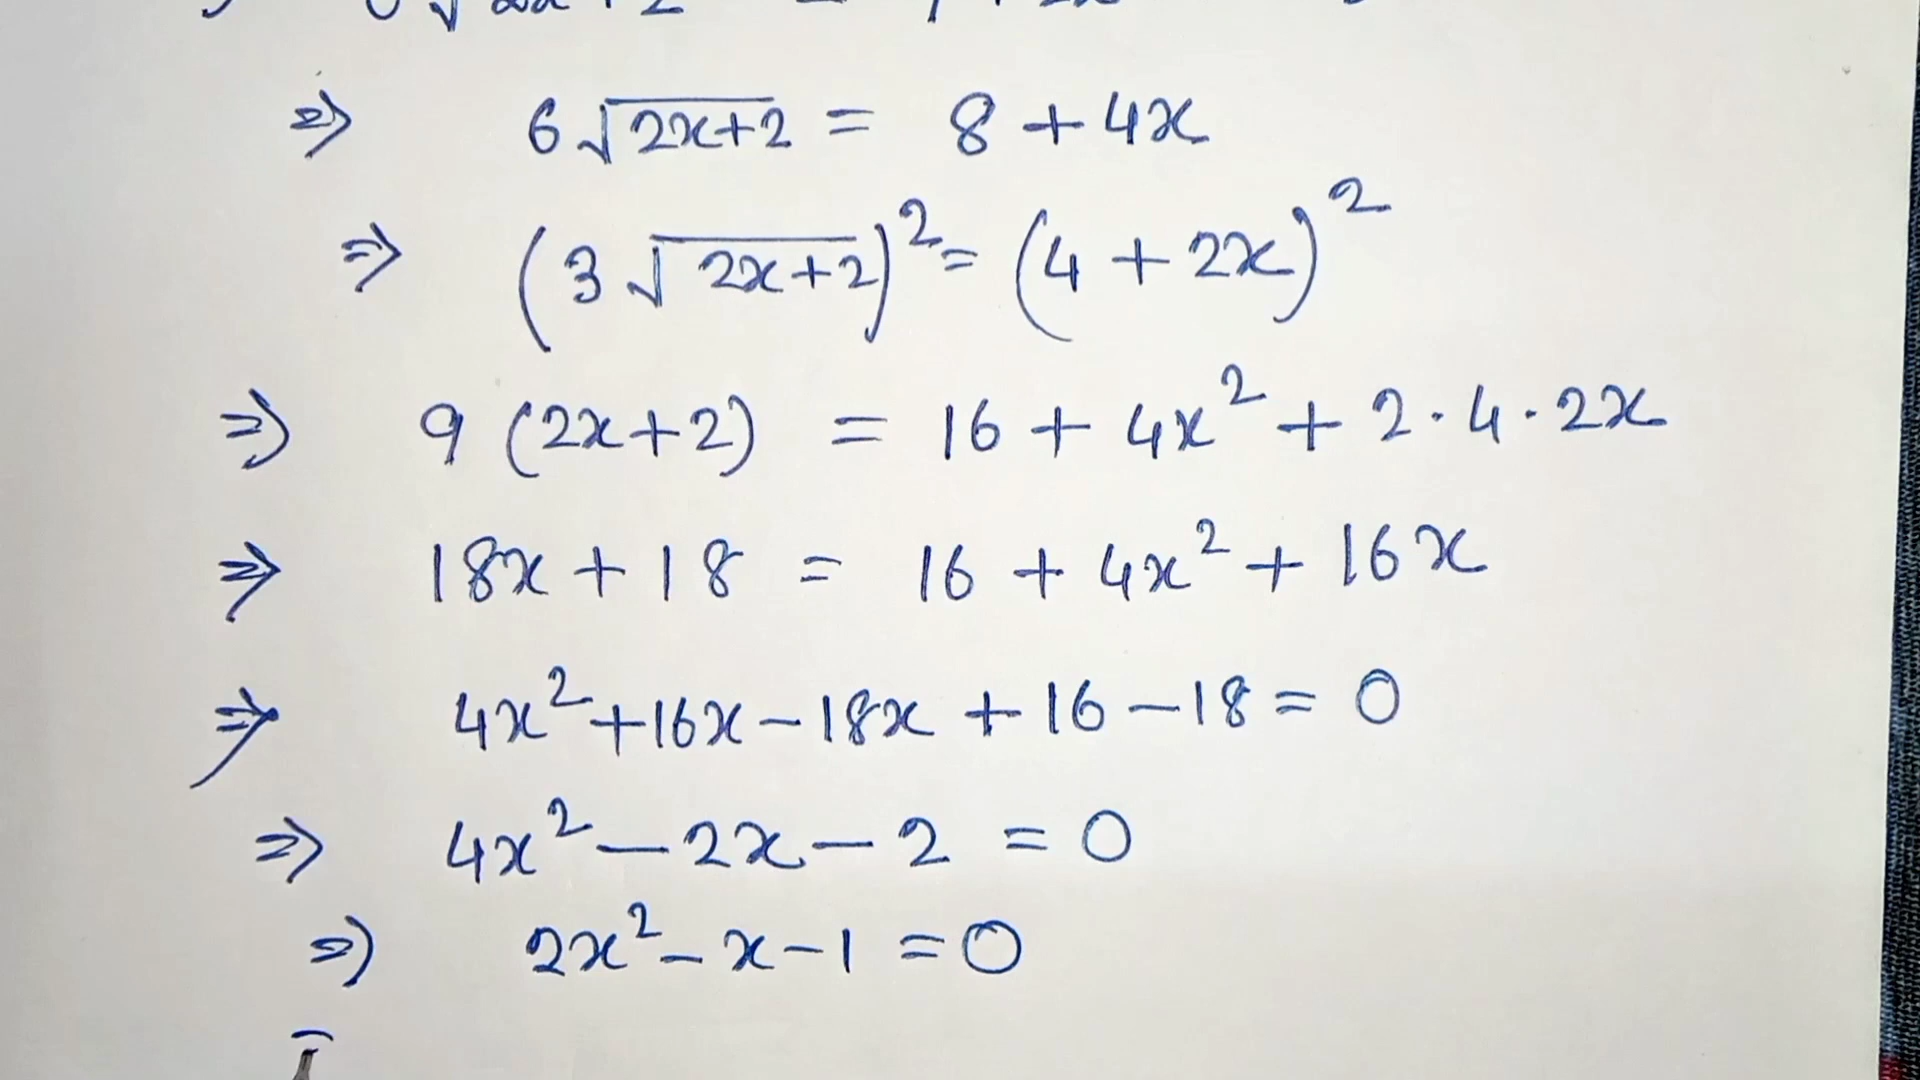 ⇒ 6√(2x+2) = 8 + 4x
⇒ (3√(2x+2))² = (4 + 2x)²
⇒ 9 (2x+2) = 16 + 4x² + 2·4·2x
⇒ 18x + 18 = 16 + 4x² + 16x
⇒ 4x² + 16x − 18x + 16 − 18 = 0
⇒ 4x² − 2x − 2 = 0
⇒ 2x² − x − 1 = 0